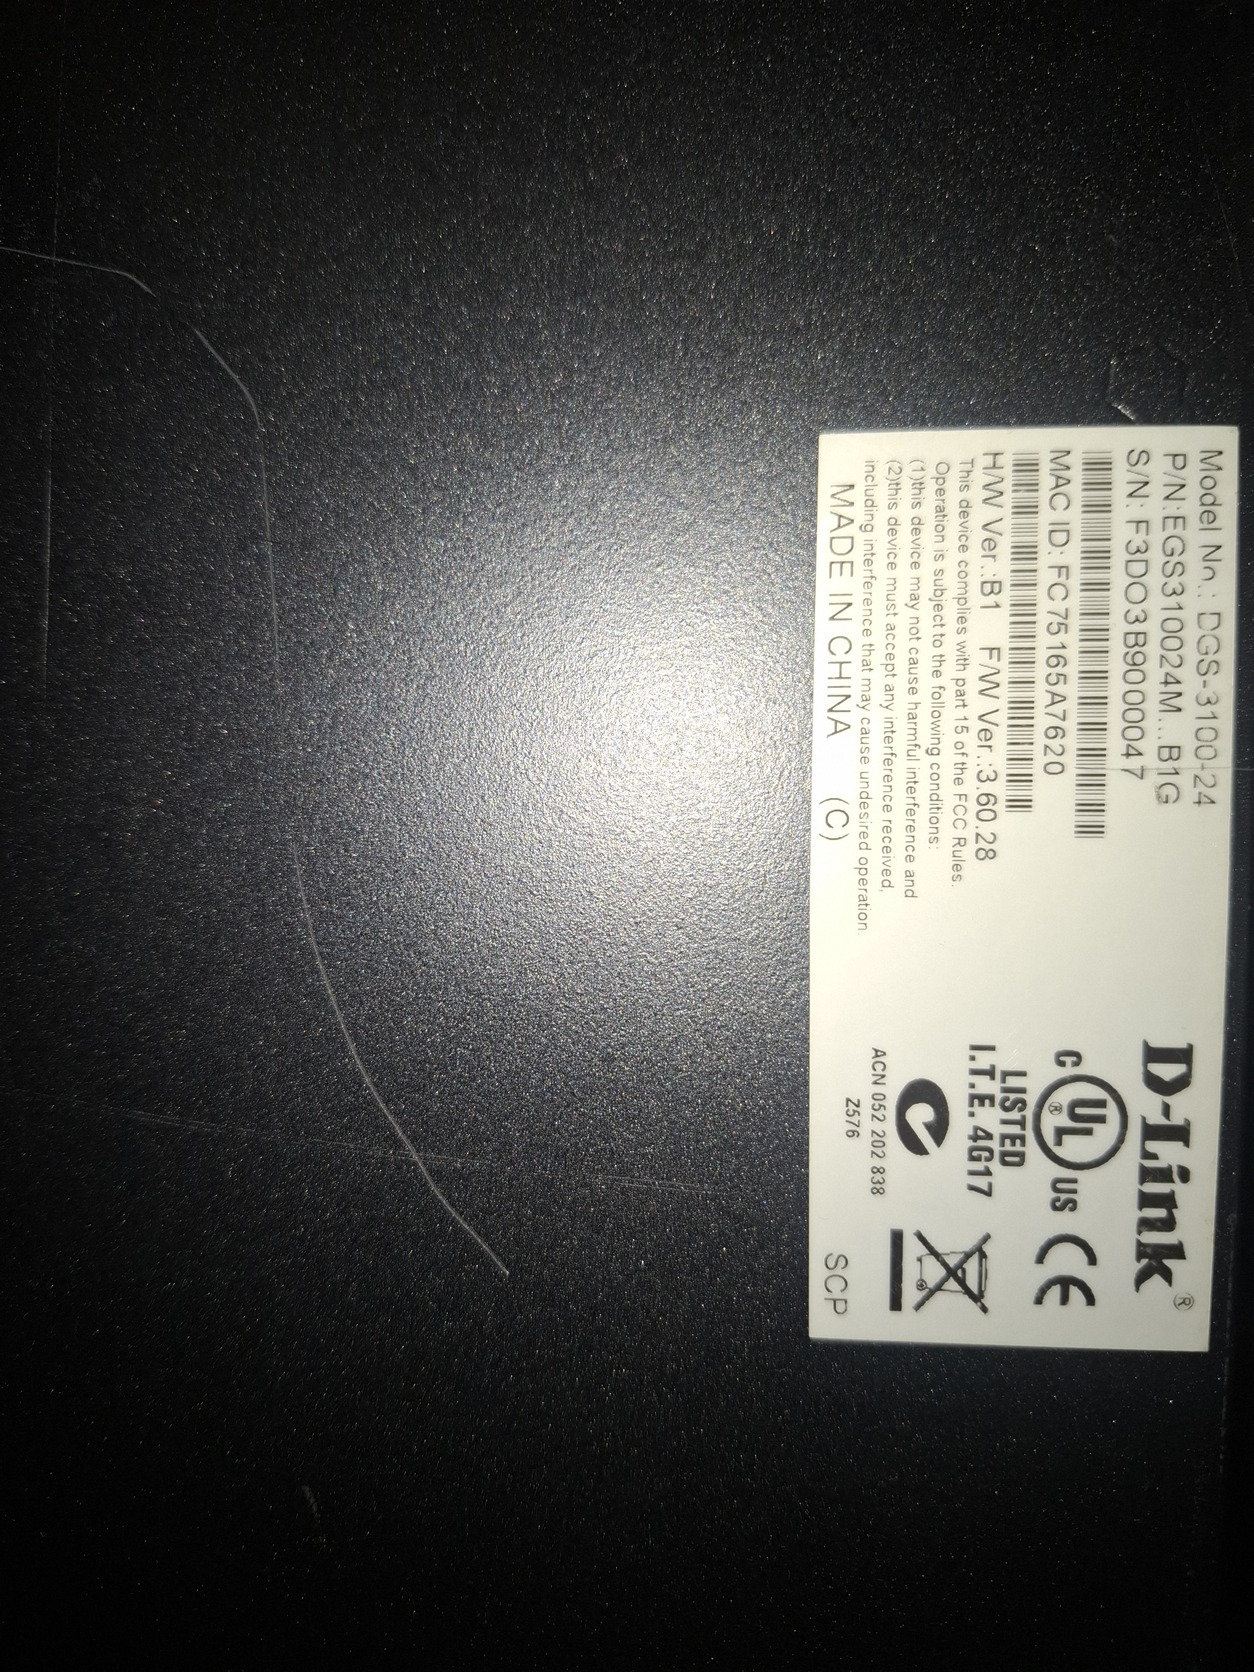 Model No.: DGS-3100-24
P/N:EGS310024M...B1G
S/N: F3DO3B9000047
MAC ID: FC75165A7620
H/W Ver.:B1 F/W Ver.:3.60.28
This device complies with part 15 of the FCC Rules.
Operation is subject to the following conditions:
(1)this device may not cause harmful interference and
(2)this device must accept any interference received,
including interference that may cause undesired operation.
MADE IN CHINA (C)
D-Link®
C UL® US CE
LISTED
I.T.E. 4G17
ACN 052 202 838
Z576
SCP